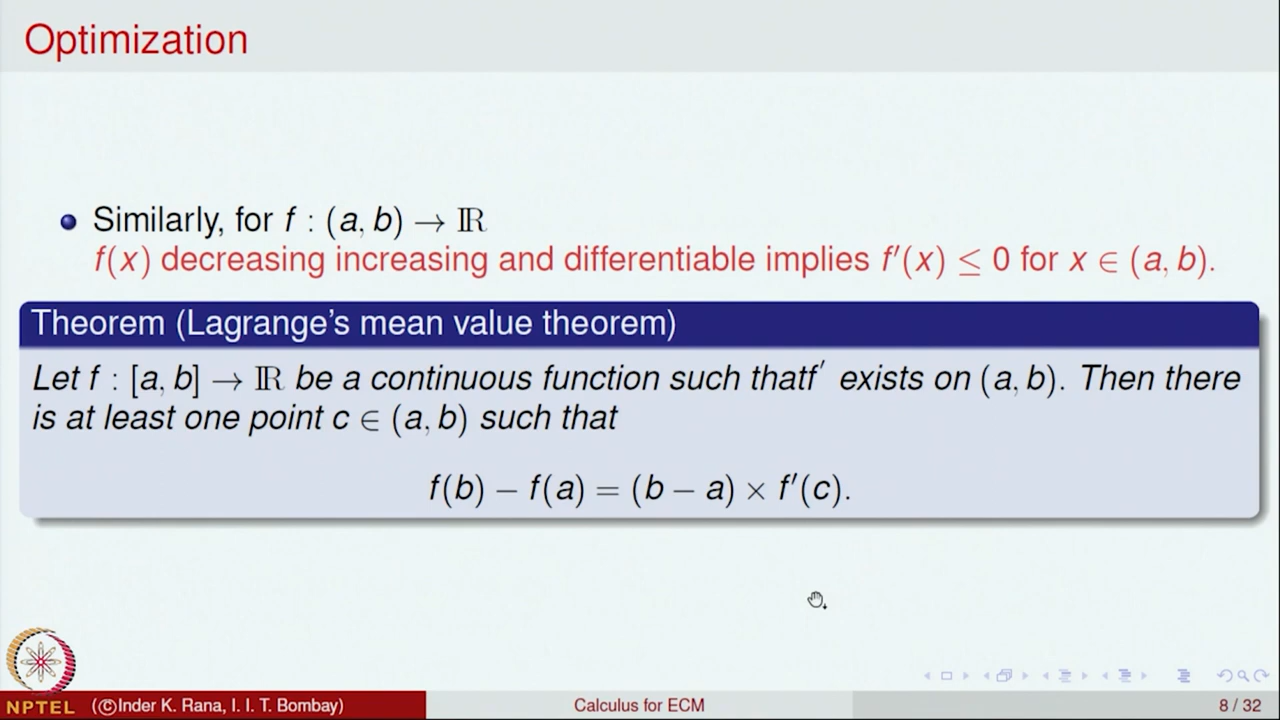 Optimization
Similarly, for f : (a, b) → ℝ
f(x) decreasing increasing and differentiable implies f′(x) ≤ 0 for x ∈ (a, b).
Theorem (Lagrange's mean value theorem)
Let f : [a, b] → ℝ be a continuous function such thatf′ exists on (a, b). Then there
is at least one point c ∈ (a, b) such that
f(b) − f(a) = (b − a) × f′(c).
NPTEL (©Inder K. Rana, I. I. T. Bombay) Calculus for ECM 8 / 32